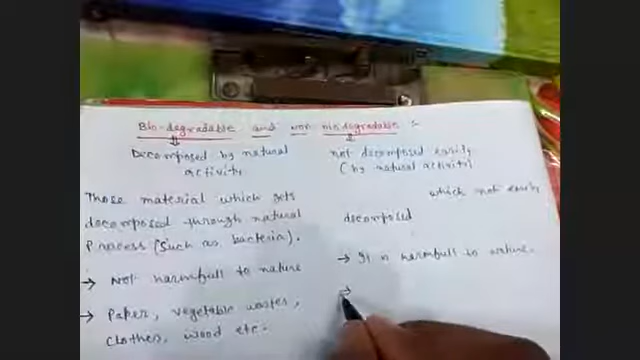 Bio-degradable and non biodegradable :-
Decomposed by natural activity
not decomposed easily (by natural activity)
Those material which gets
decomposed through natural
Process (Such as bacteria).
→ Not harmfull to nature
→ Paper, vegetable wastes,
clothes, wood etc.
which not easily
decomposed
→ It is harmfull to nature.
→